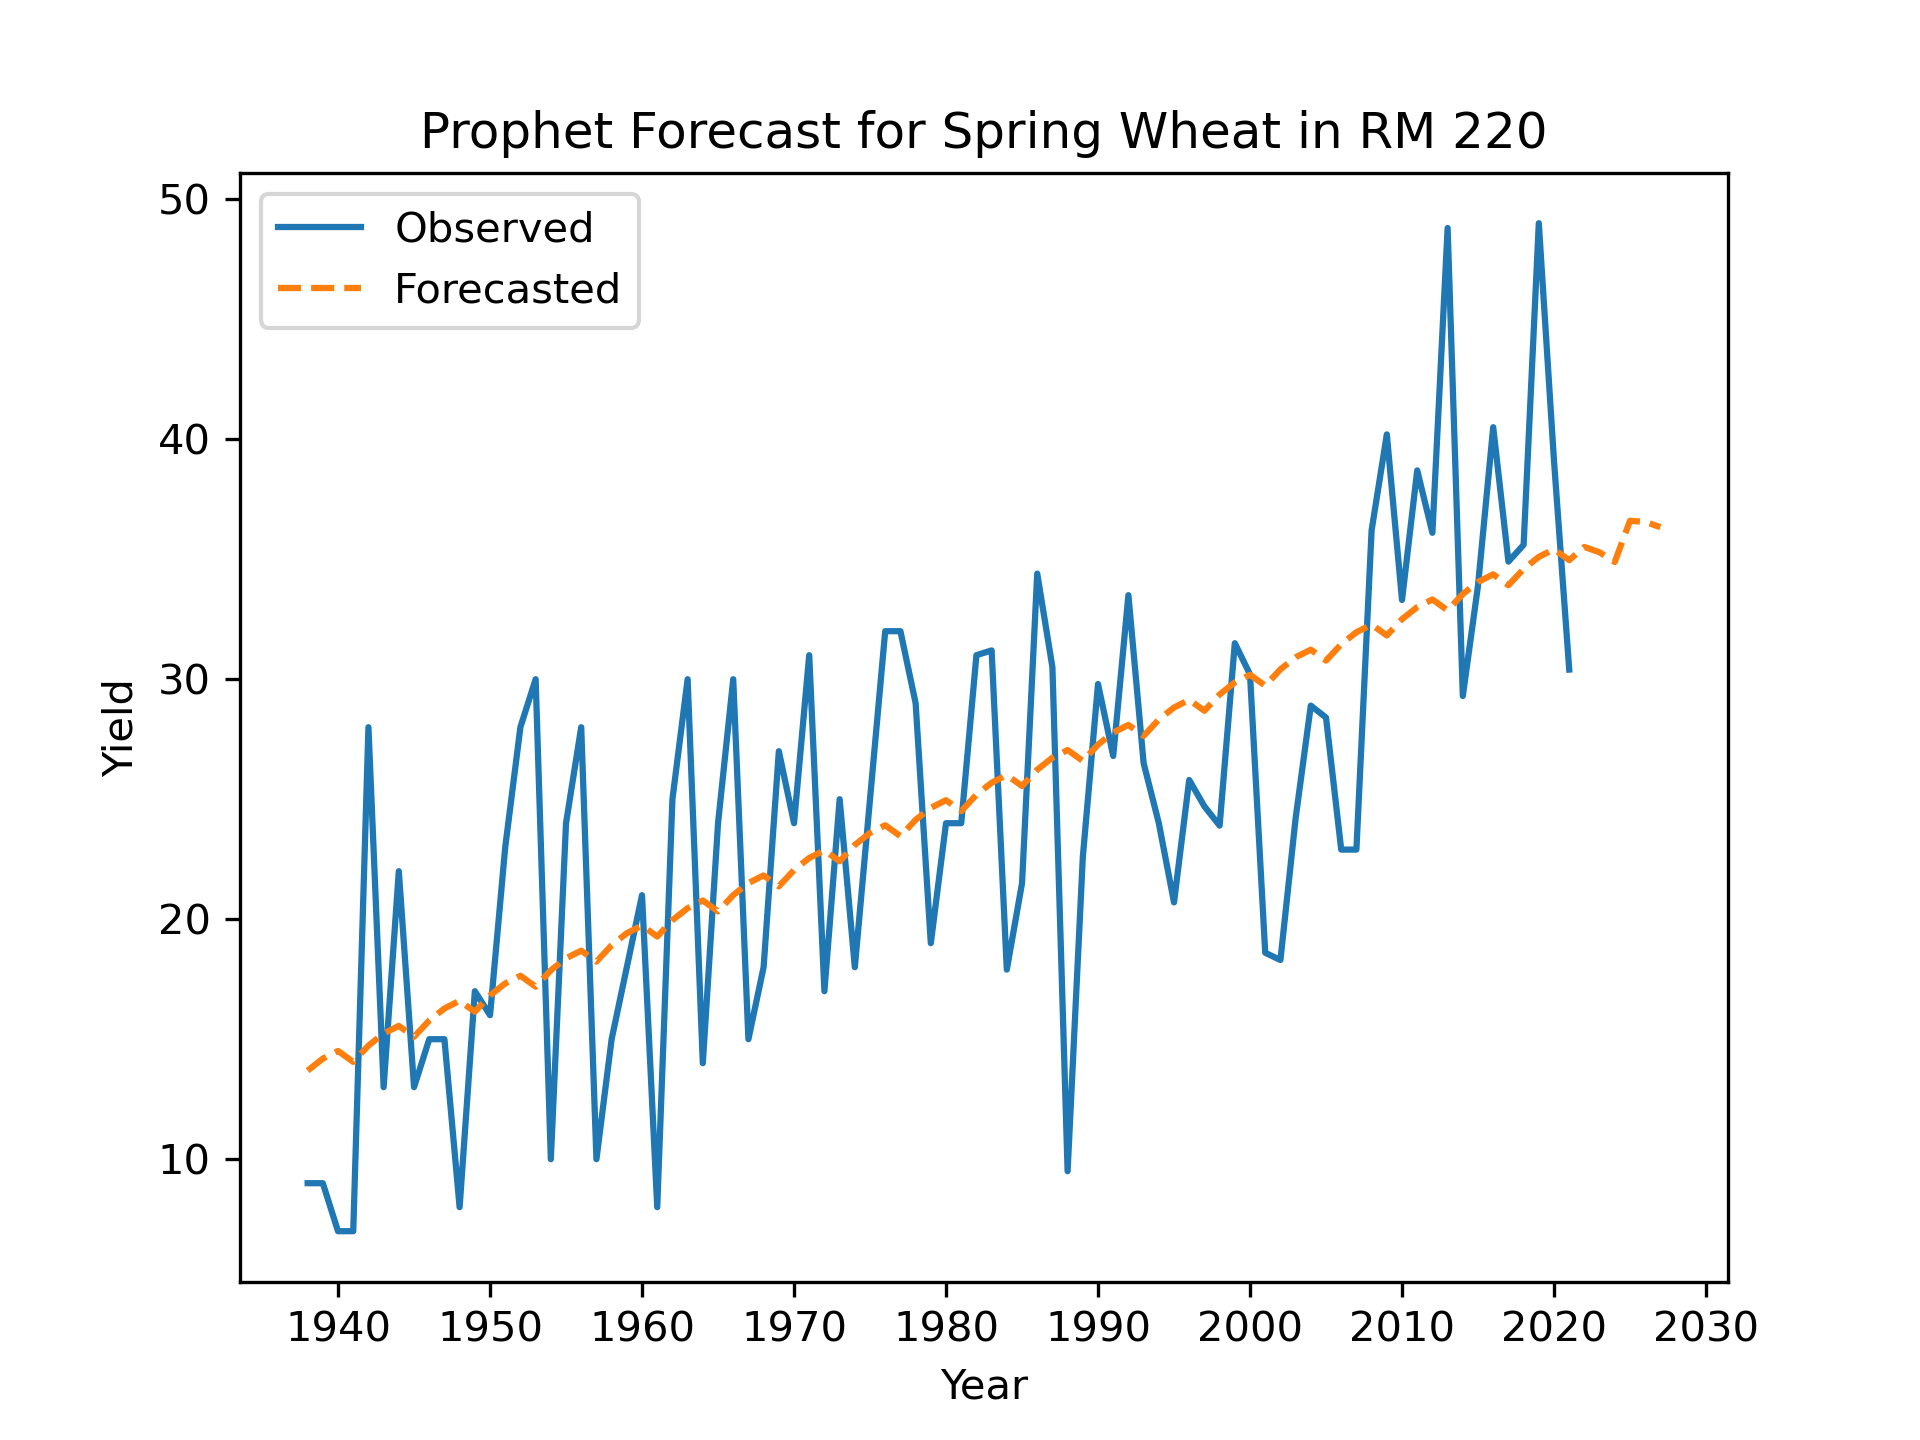 Prophet Forecast for Spring Wheat in RM 220
Observed
Forecasted
50
40
30
20
10
Yield
1940 1950 1960 1970 1980 1990 2000 2010 2020 2030
Year